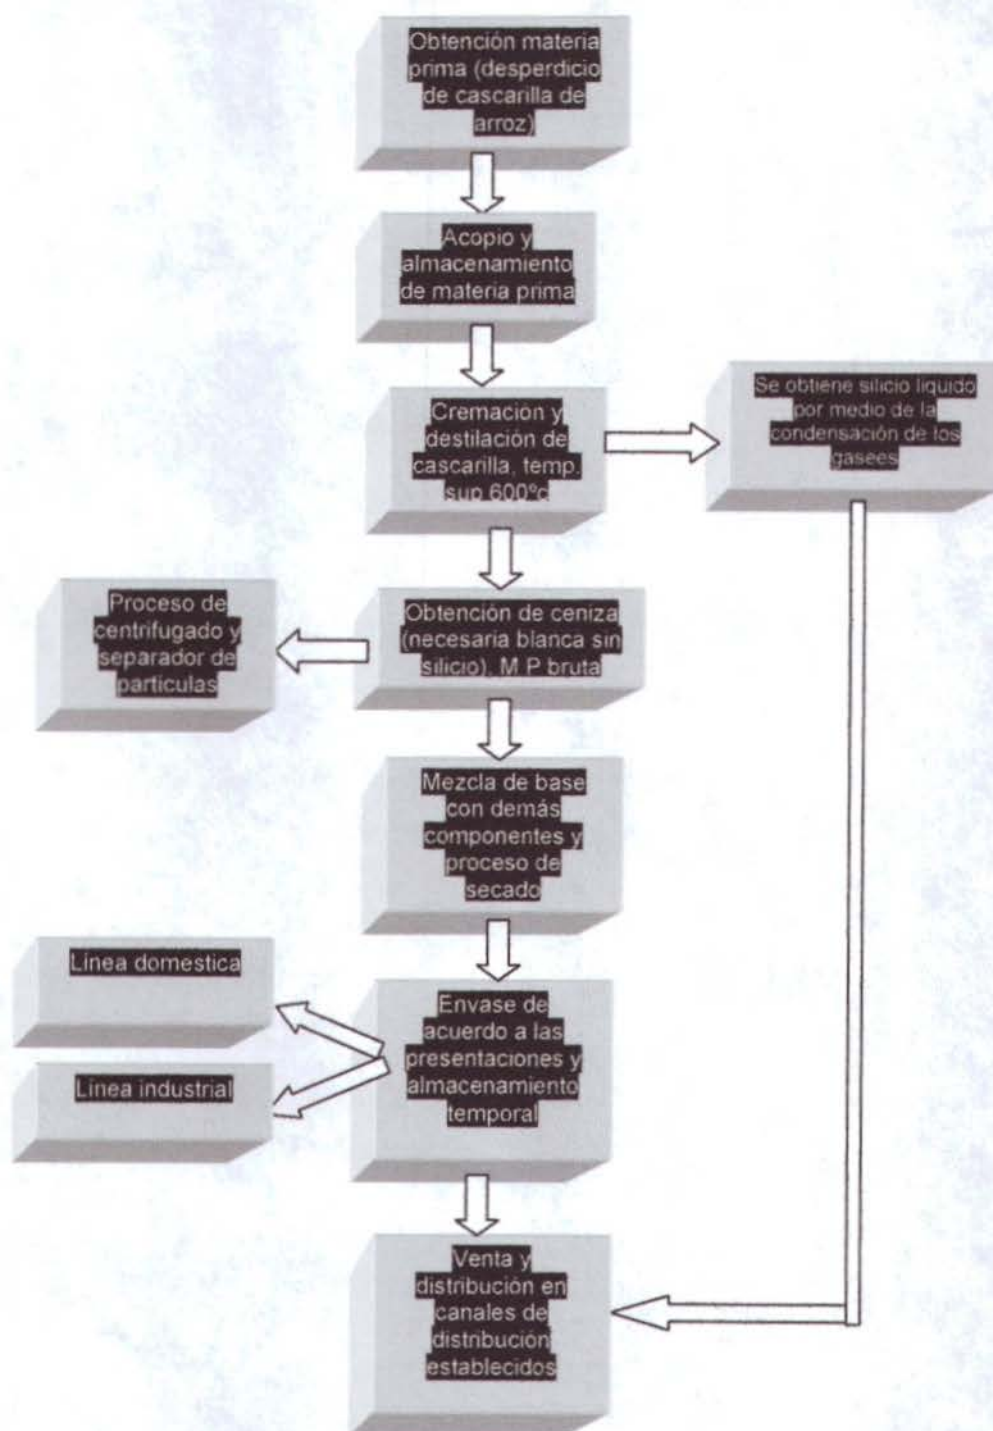 Obtención materia
prima (desperdicio
de cascarilla de
arroz)
Acopio y
almacenamiento
de materia prima
Cremación y
destilación de
cascarilla, temp.
sup 600°c
Se obtiene silicio liquido
por medio de la
condensación de los
gasees
Proceso de
centrifugado y
separador de
particulas
Obtención de ceniza
(necesaria blanca sin
silicio), M P bruta
Mezcla de base
con demás
componentes y
proceso de
secado
Línea domestica
Línea industrial
Envase de
acuerdo a las
presentaciones y
almacenamiento
temporal
Venta y
distribución en
canales de
distribución
establecidos